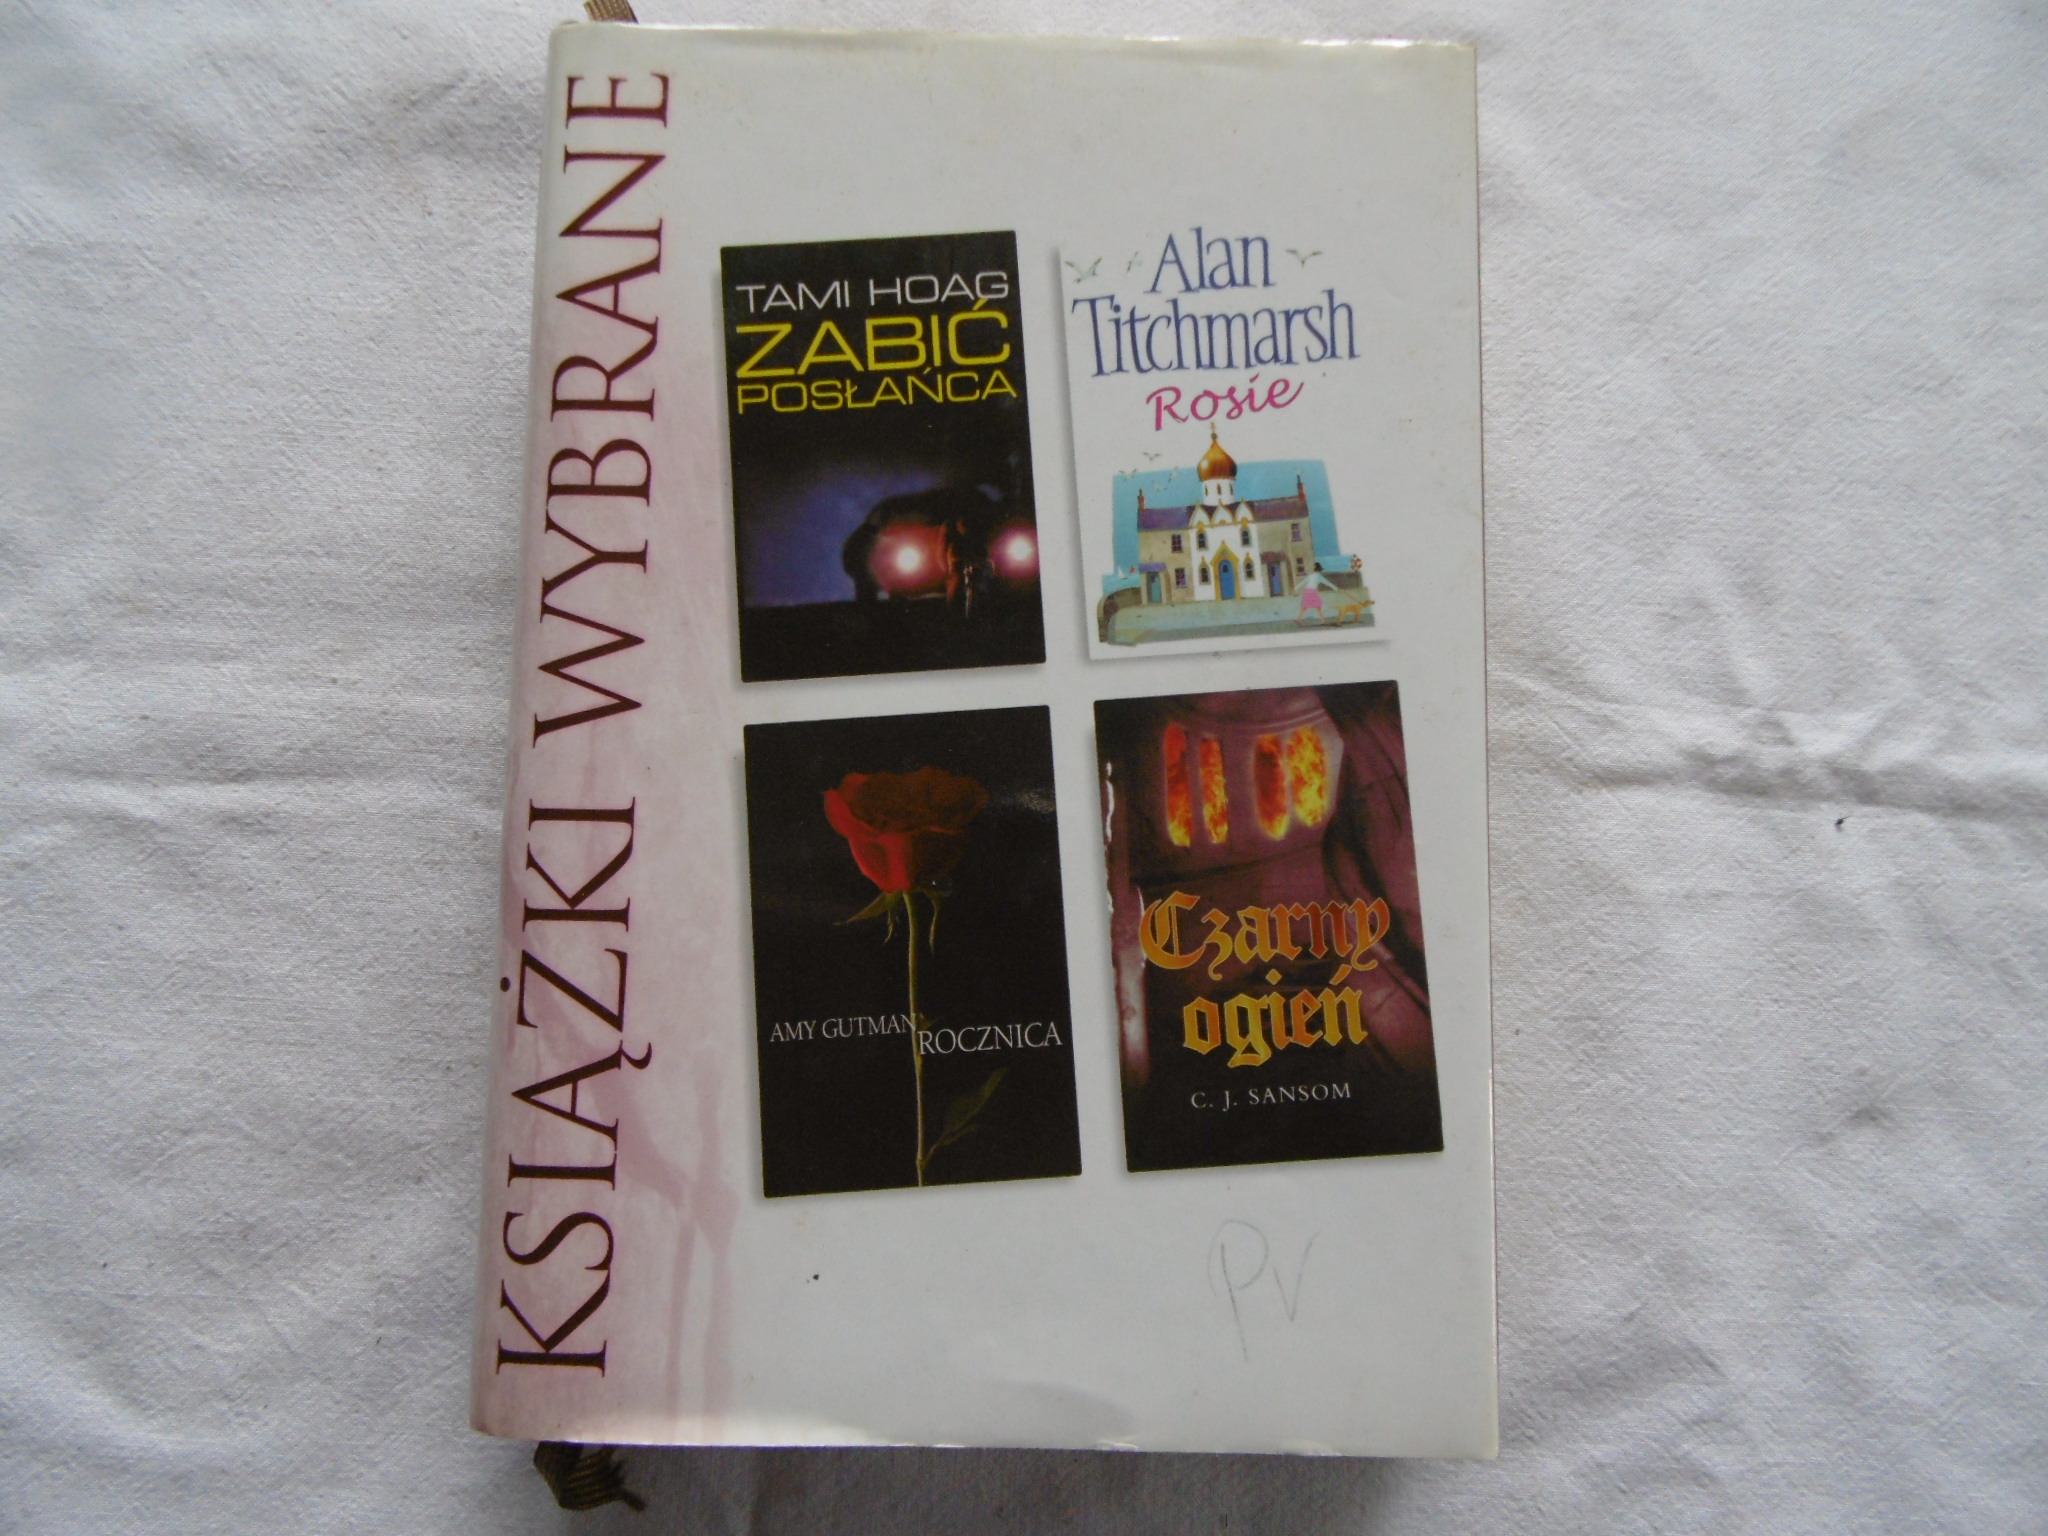 KSIĄŻKI WYBRANE
TAMI HOAG
ZABIĆ
POSŁAŃCA
Alan
Titchmarsh
Rosie
AMY GUTMAN
ROCZNICA
Czarny
ogień
C. J. SANSOM
PV